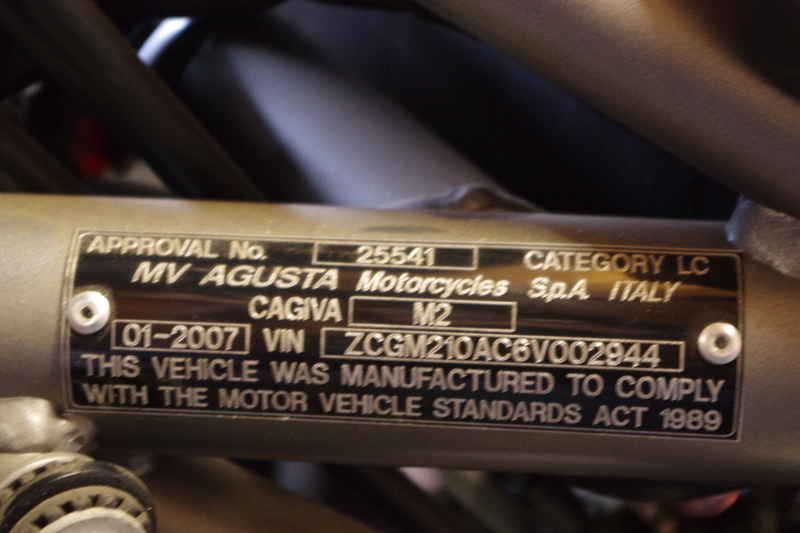 APPROVAL No. 25541 CATEGORY LC
MV AGUSTA Motorcycles S.p.A. ITALY
CAGIVA M2
01-2007 VIN ZCGM210AC6V002944
THIS VEHICLE WAS MANUFACTURED TO COMPLY
WITH THE MOTOR VEHICLE STANDARDS ACT 1989